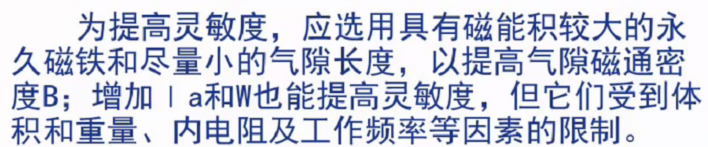 为提高灵敏度，应选用具有磁能积较大的永
久磁铁和尽量小的气隙长度，以提高气隙磁通密
度B；增加ｌa和W也能提高灵敏度，但它们受到体
积和重量、内电阻及工作频率等因素的限制。